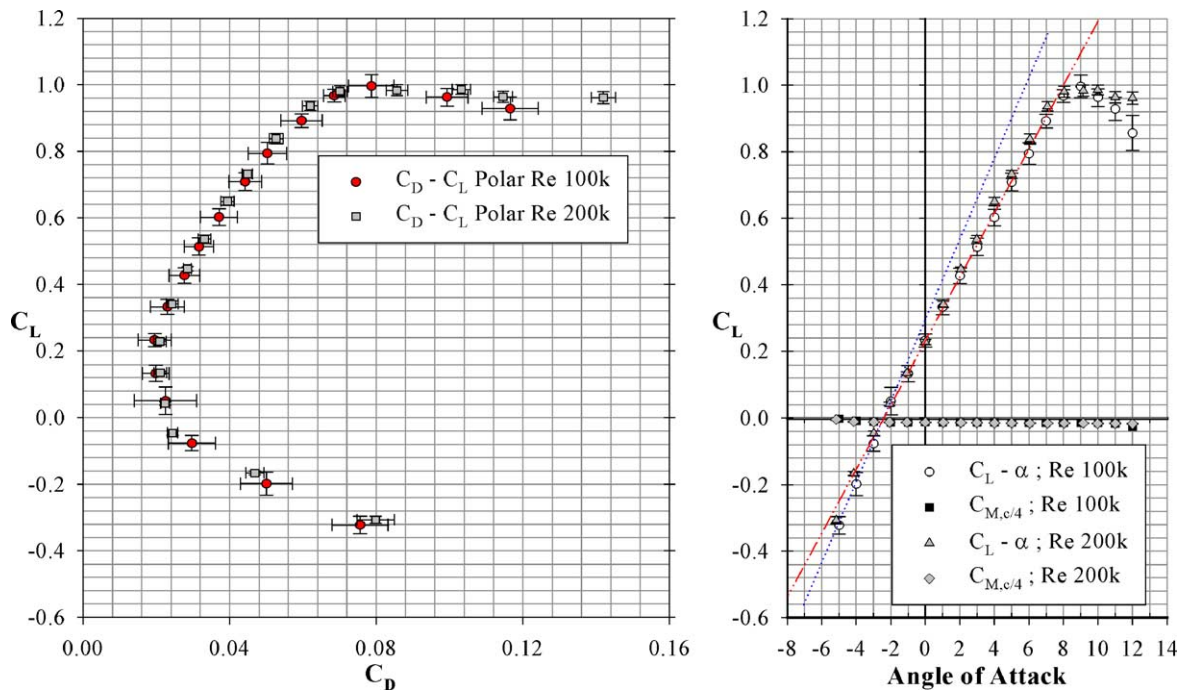 1.2
1.0
0.8
0.6
0.4
0.2
0.0
-0.2
-0.4
-0.6
C_L
0.00 0.04 0.08 0.12 0.16
C_D
C_D - C_L Polar Re 100k
C_D - C_L Polar Re 200k
1.2
1.0
0.8
0.6
0.4
0.2
0.0
-0.2
-0.4
-0.6
C_L
-8 -6 -4 -2 0 2 4 6 8 10 12 14
Angle of Attack
C_L - α ; Re 100k
C_M,c/4 ; Re 100k
C_L - α ; Re 200k
C_M,c/4 ; Re 200k